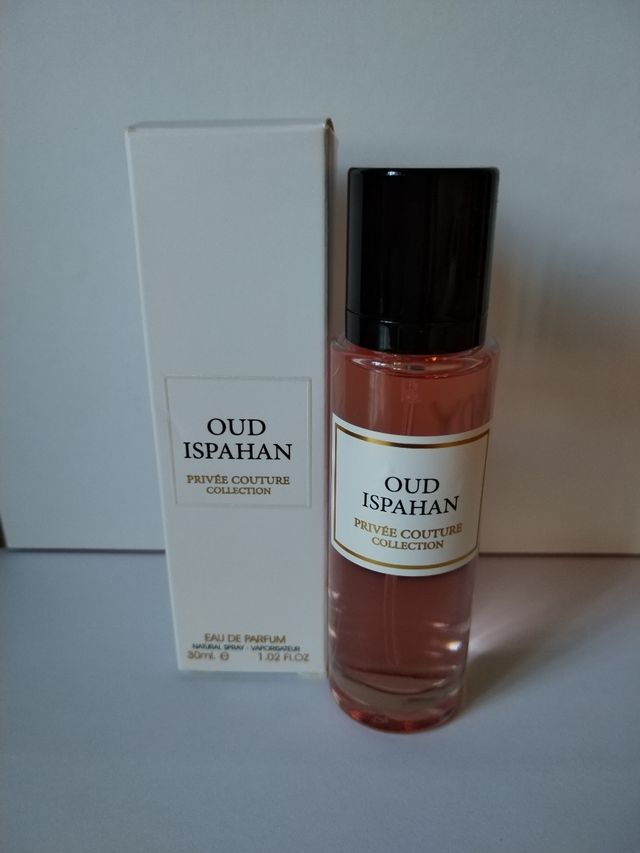 OUD
ISPAHAN
PRIVÉE COUTURE
COLLECTION
EAU DE PARFUM
NATURAL SPRAY - VAPORISATEUR
30ml. ℮ 1.02 FL.OZ
OUD
ISPAHAN
PRIVÉE COUTURE
COLLECTION